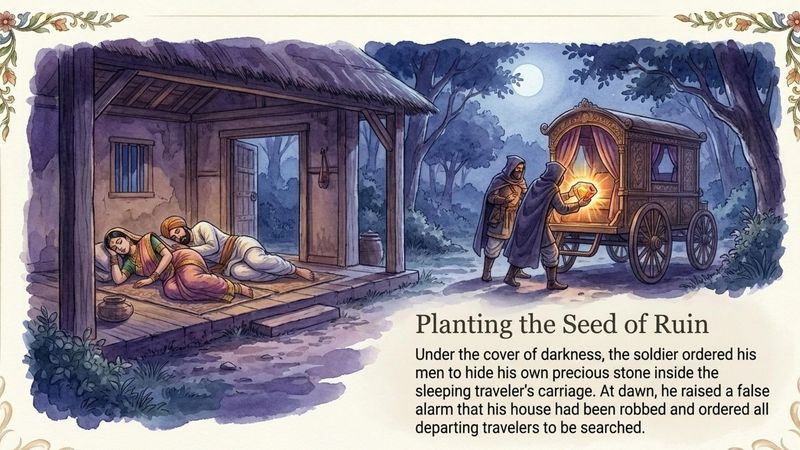 Planting the Seed of Ruin
Under the cover of darkness, the soldier ordered his
men to hide his own precious stone inside the
sleeping traveler's carriage. At dawn, he raised a false
alarm that his house had been robbed and ordered all
departing travelers to be searched.